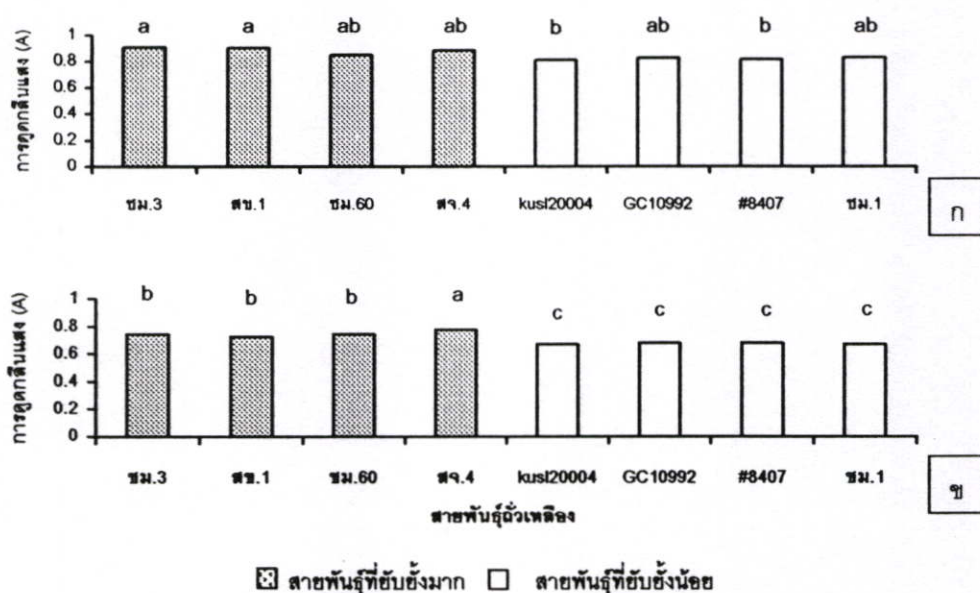 a a ab ab b ab b ab
การดูดกลืนแสง (A)
1
0.8
0.6
0.4
0.2
0
ชม.3 สข.1 ชม.60 สจ.4 kusl20004 GC10992 #8407 ชม.1
ก
b b b a c c c c
การดูดกลืนแสง (A)
1
0.8
0.6
0.4
0.2
0
ชม.3 สข.1 ชม.60 สจ.4 kusl20004 GC10992 #8407 ชม.1
ข
สายพันธุ์ถั่วเหลือง
สายพันธุ์ที่ยับยั้งมาก สายพันธุ์ที่ยับยั้งน้อย